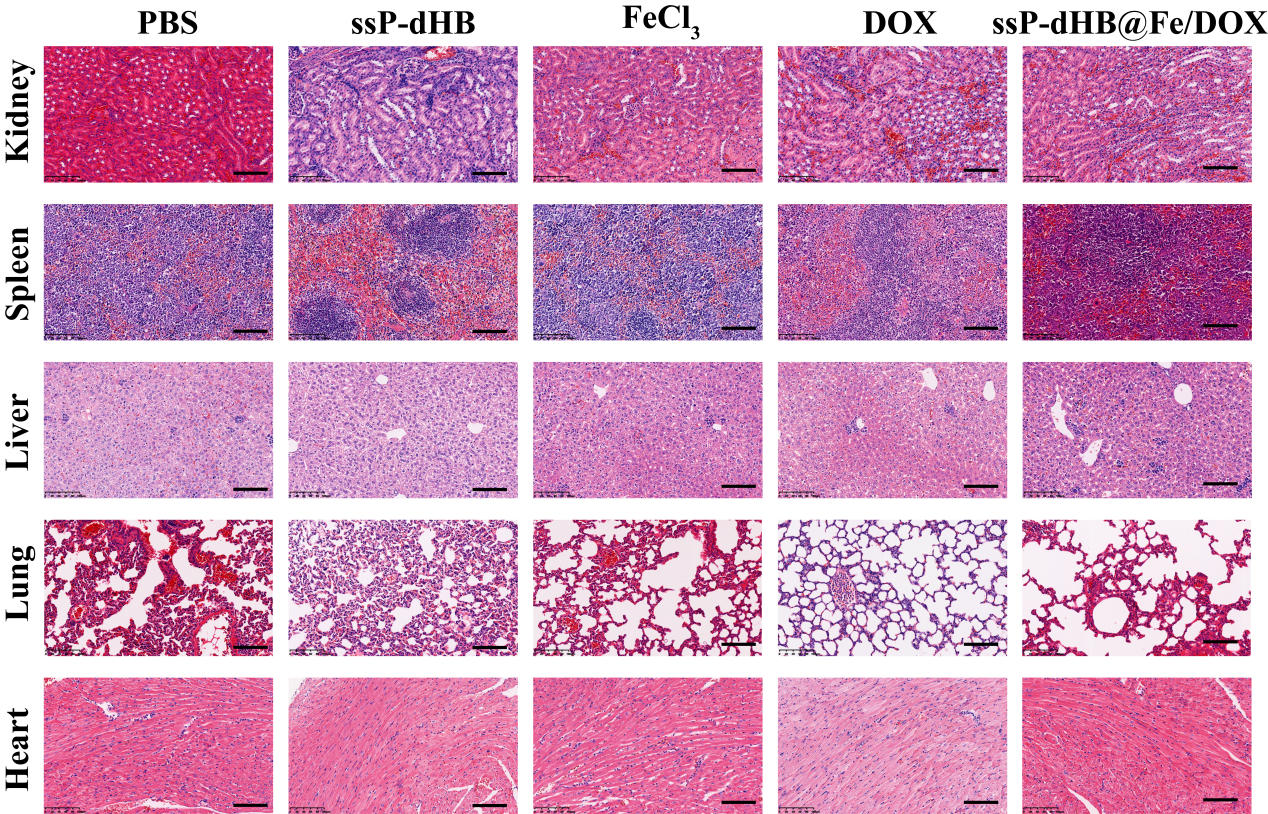 PBS ssP-dHB FeCl₃ DOX ssP-dHB@Fe/DOX
Kidney
Spleen
Liver
Lung
Heart